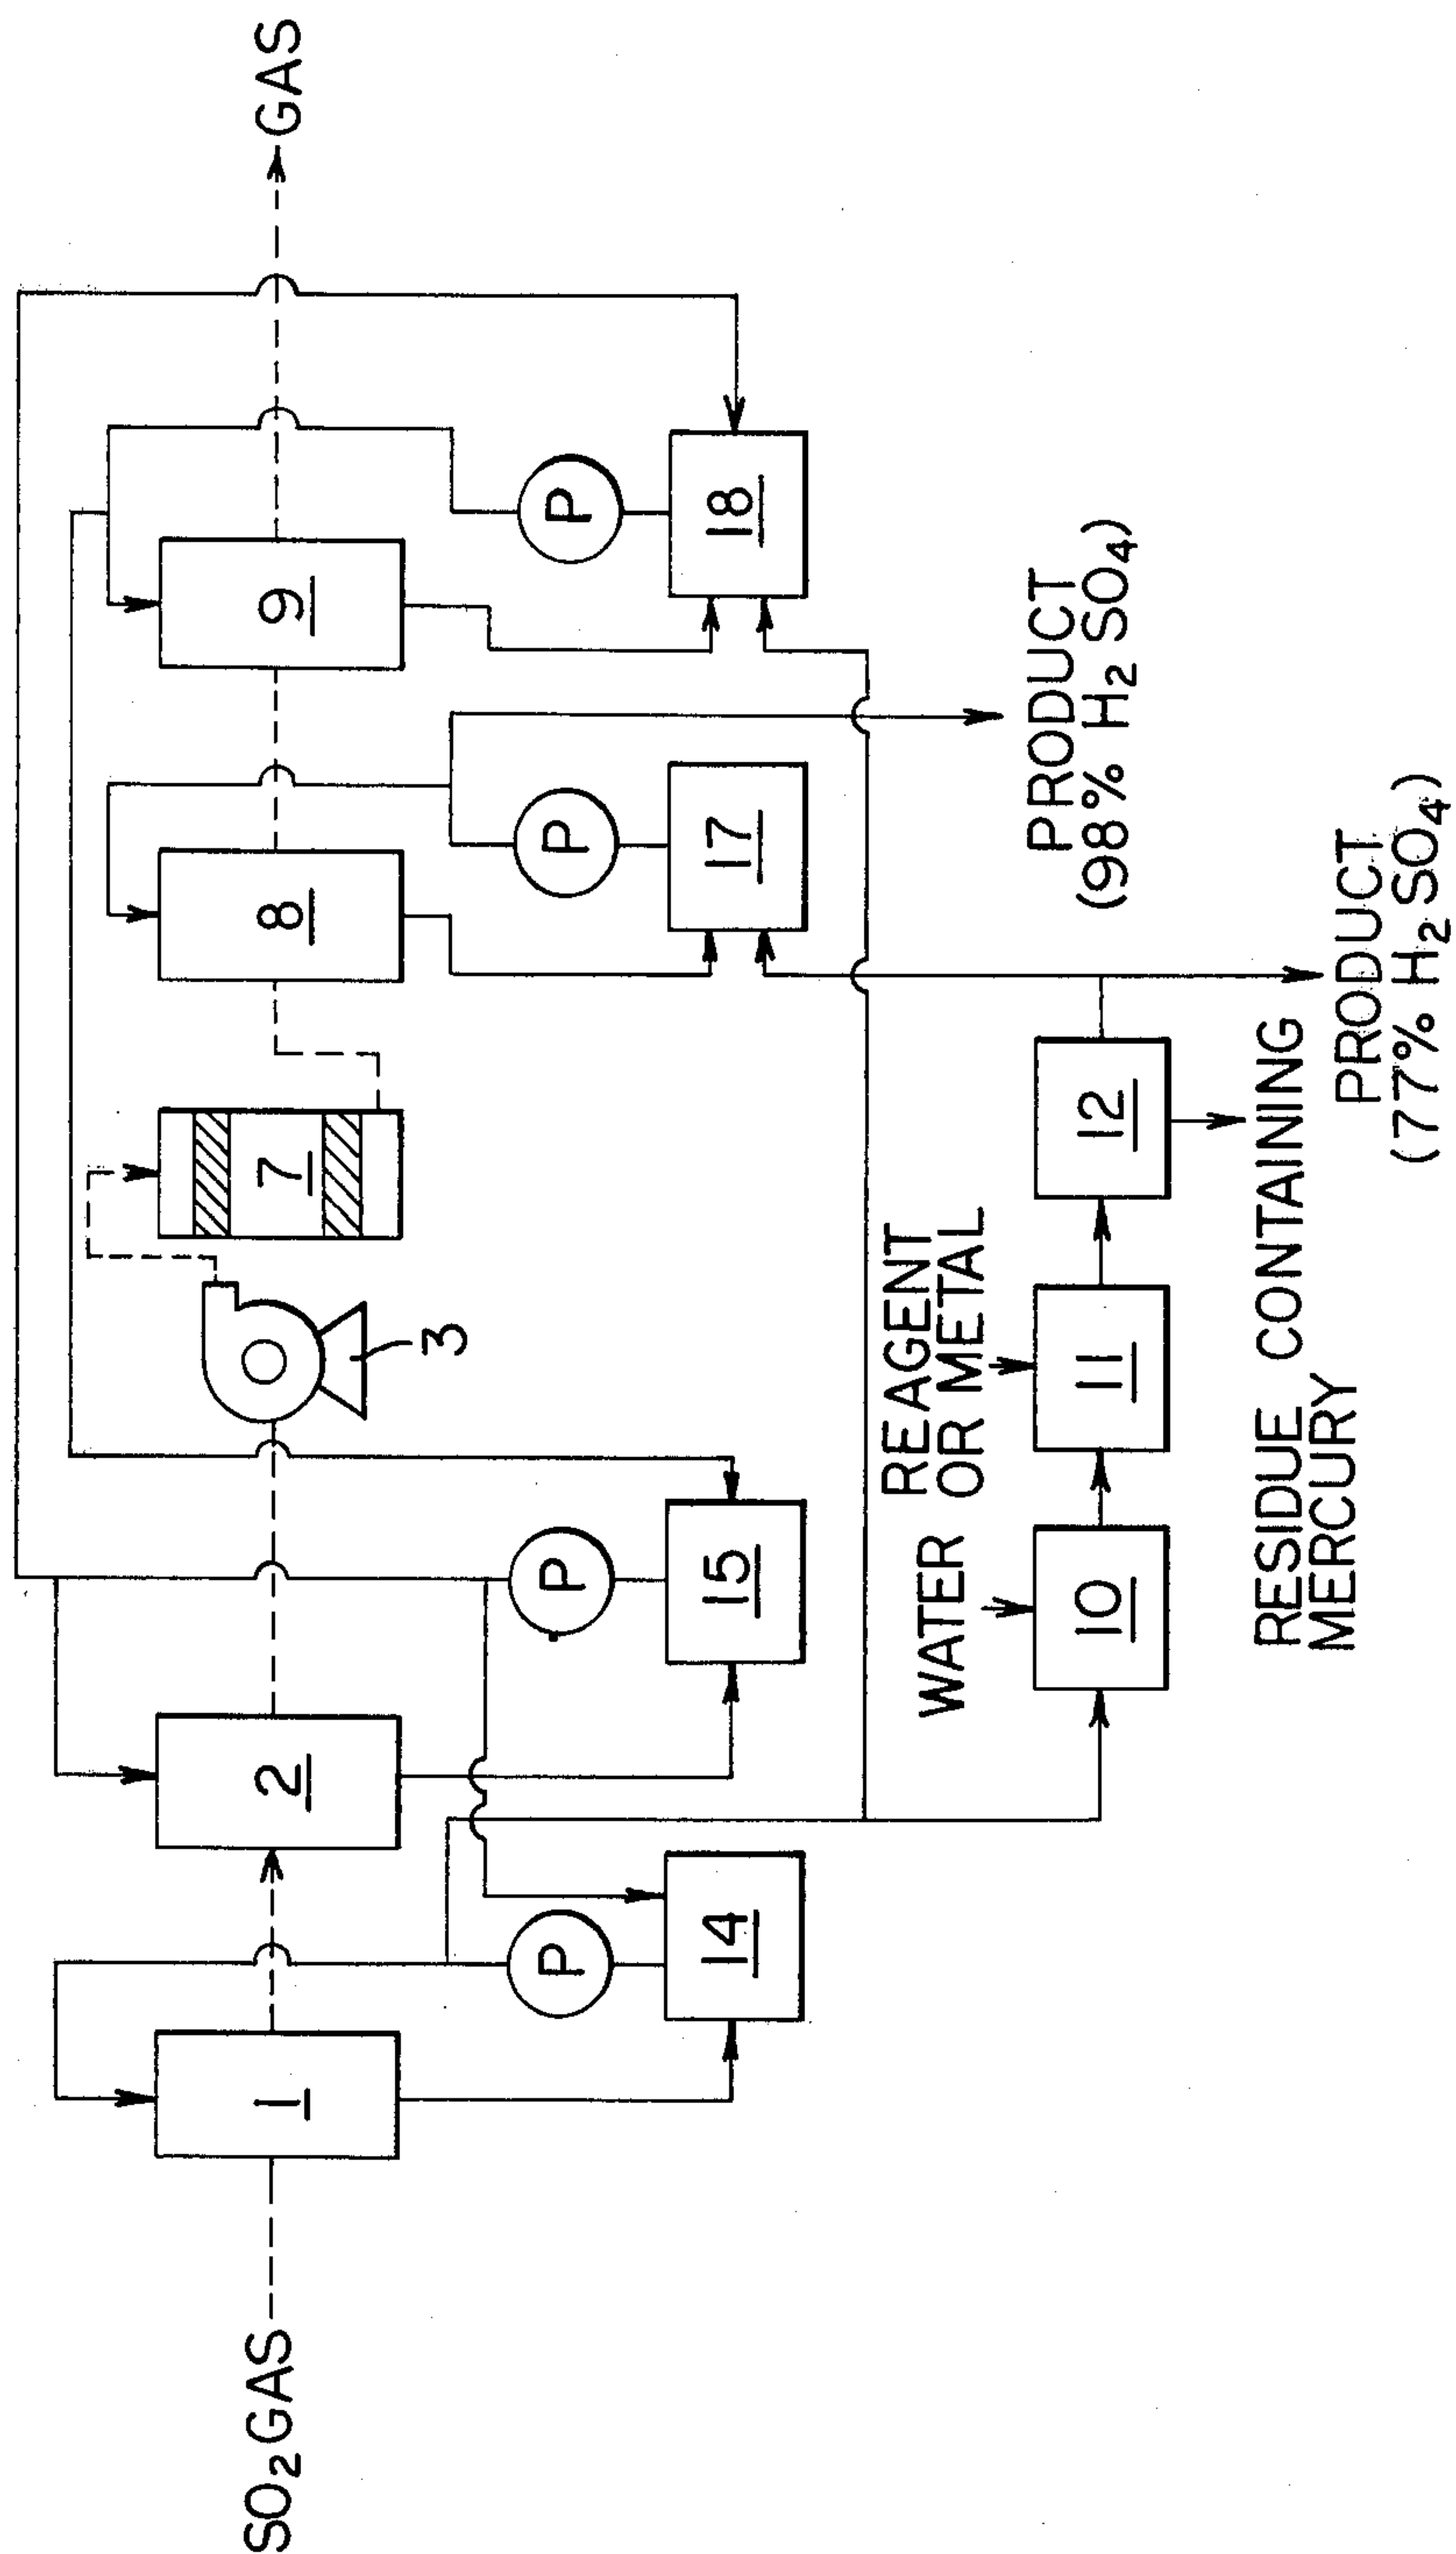 SO₂ GAS
GAS
1
2
3
7
8
9
P
P
P
P
14
15
17
18
WATER
REAGENT
OR METAL
10
11
12
PRODUCT
(98% H₂ SO₄)
RESIDUE CONTAINING
MERCURY
PRODUCT
(77% H₂ SO₄)